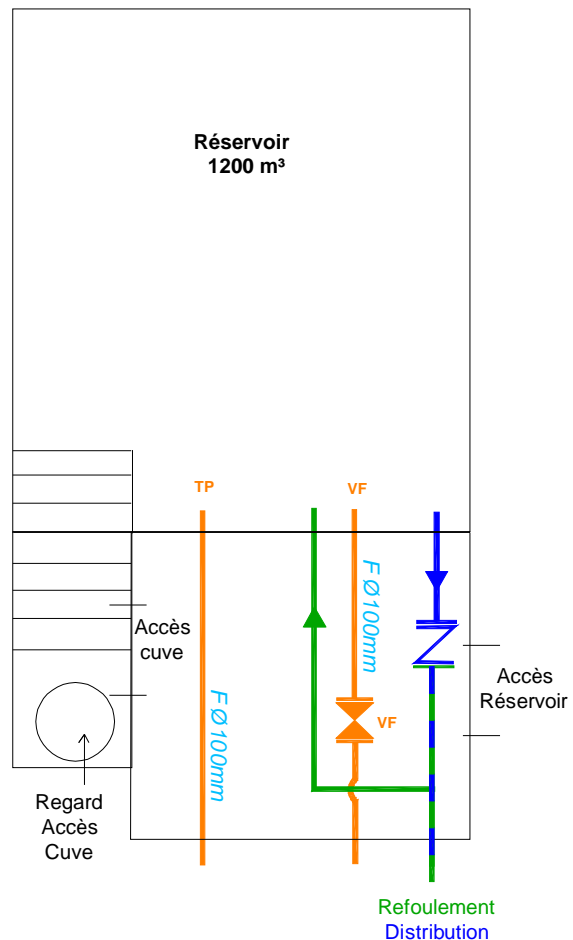 Réservoir
1200 m³
TP
VF
F Ø 100mm
Accès
cuve
F Ø 100mm
VF
Accès
Réservoir
Regard
Accès
Cuve
Refoulement
Distribution